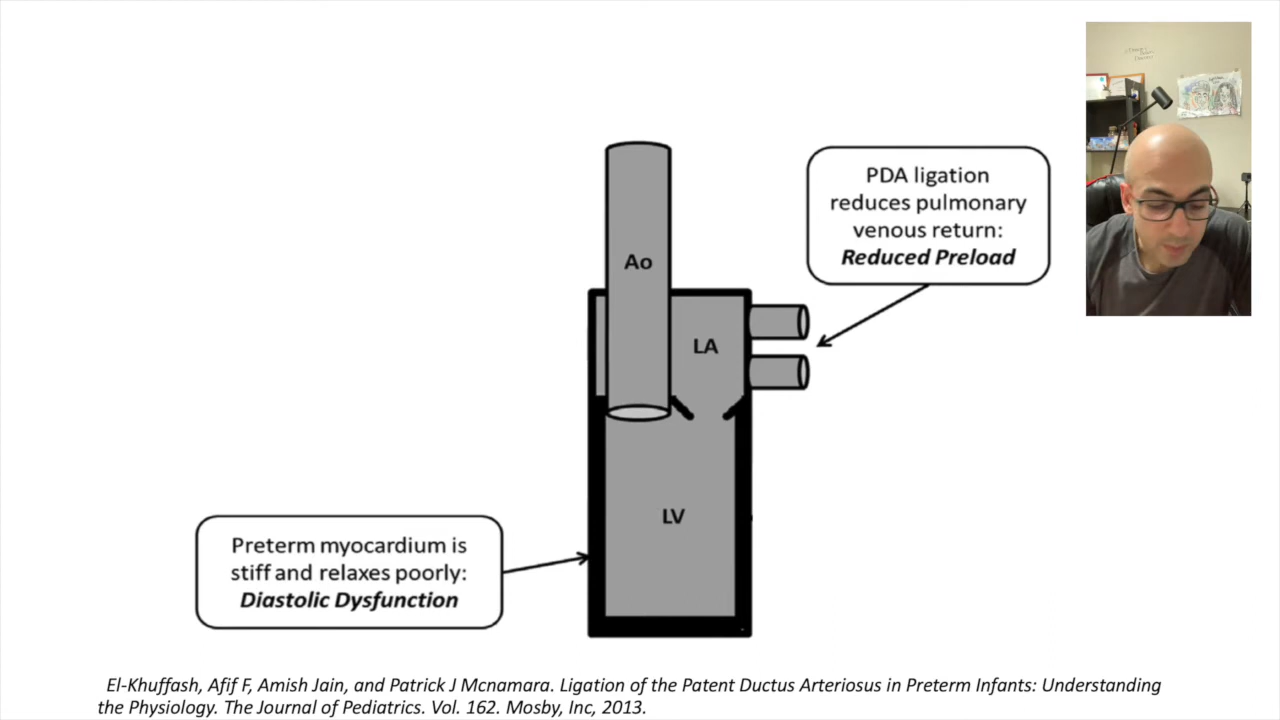 PDA ligation
reduces pulmonary
venous return:
Reduced Preload
Ao
LA
LV
Preterm myocardium is
stiff and relaxes poorly:
Diastolic Dysfunction
El-Khuffash, Afif F, Amish Jain, and Patrick J Mcnamara. Ligation of the Patent Ductus Arteriosus in Preterm Infants: Understanding
the Physiology. The Journal of Pediatrics. Vol. 162. Mosby, Inc, 2013.